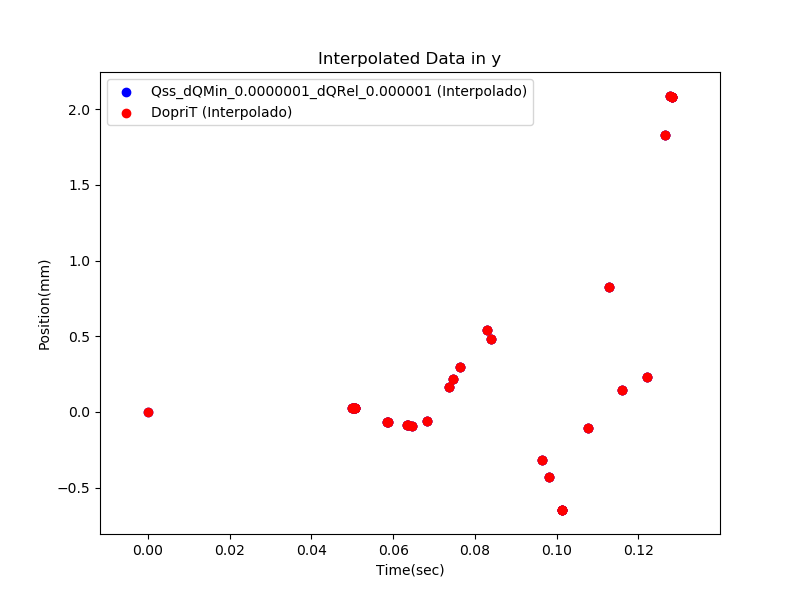 Interpolated Data in y
Qss_dQMin_0.0000001_dQRel_0.000001 (Interpolado)
DopriT (Interpolado)
2.0
1.5
1.0
0.5
0.0
−0.5
Position(mm)
0.00 0.02 0.04 0.06 0.08 0.10 0.12
Time(sec)